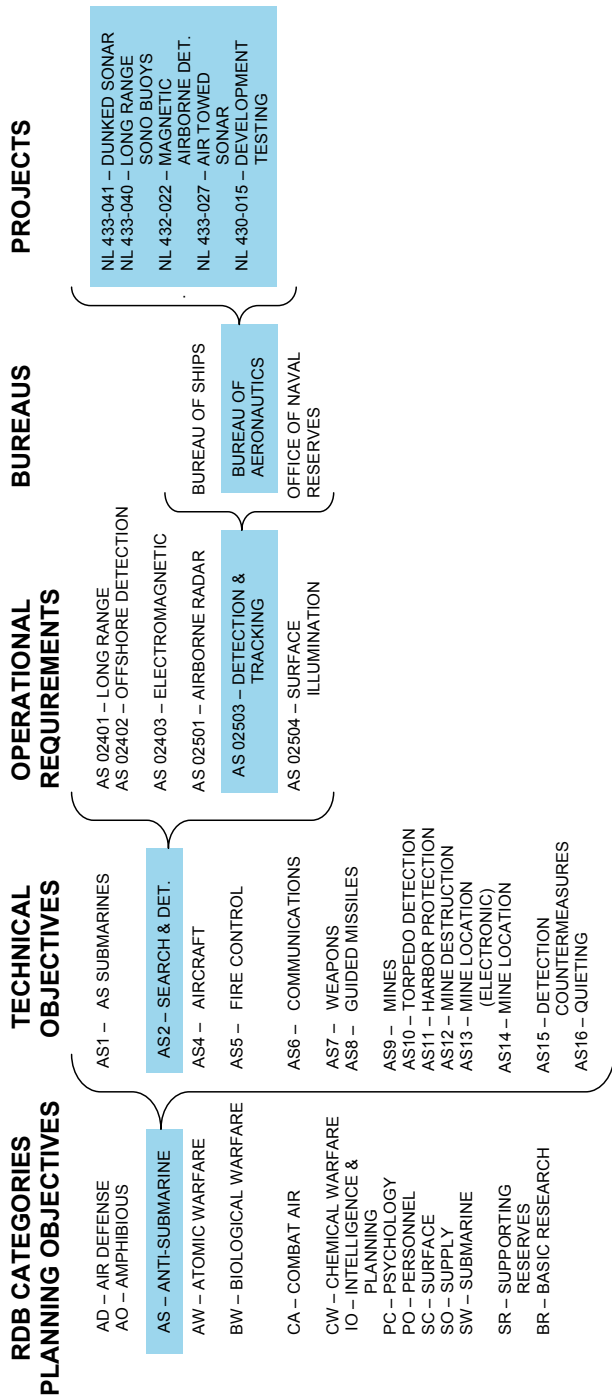 RDB CATEGORIES
PLANNING OBJECTIVES
AD – AIR DEFENSE
AO – AMPHIBIOUS
AS – ANTI-SUBMARINE
AW – ATOMIC WARFARE
BW – BIOLOGICAL WARFARE
CA – COMBAT AIR
CW – CHEMICAL WARFARE
IO – INTELLIGENCE &
PLANNING
PC – PSYCHOLOGY
PO – PERSONNEL
SC – SURFACE
SO – SUPPLY
SW – SUBMARINE
SR – SUPPORTING
RESERVES
BR – BASIC RESEARCH
TECHNICAL
OBJECTIVES
AS1 – AS SUBMARINES
AS2 – SEARCH & DET.
AS4 – AIRCRAFT
AS5 – FIRE CONTROL
AS6 – COMMUNICATIONS
AS7 – WEAPONS
AS8 – GUIDED MISSILES
AS9 – MINES
AS10 – TORPEDO DETECTION
AS11 – HARBOR PROTECTION
AS12 – MINE DESTRUCTION
AS13 – MINE LOCATION
(ELECTRONIC)
AS14 – MINE LOCATION
AS15 – DETECTION
COUNTERMEASURES
AS16 – QUIETING
OPERATIONAL
REQUIREMENTS
AS 02401 – LONG RANGE
AS 02402 – OFFSHORE DETECTION
AS 02403 – ELECTROMAGNETIC
AS 02501 – AIRBORNE RADAR
AS 02503 – DETECTION &
TRACKING
AS 02504 – SURFACE
ILLUMINATION
BUREAUS
BUREAU OF SHIPS
BUREAU OF
AERONAUTICS
OFFICE OF NAVAL
RESERVES
PROJECTS
NL 433-041 – DUNKED SONAR
NL 433-040 – LONG RANGE
SONO BUOYS
NL 432-022 – MAGNETIC
AIRBORNE DET.
NL 433-027 – AIR TOWED
SONAR
NL 430-015 – DEVELOPMENT
TESTING